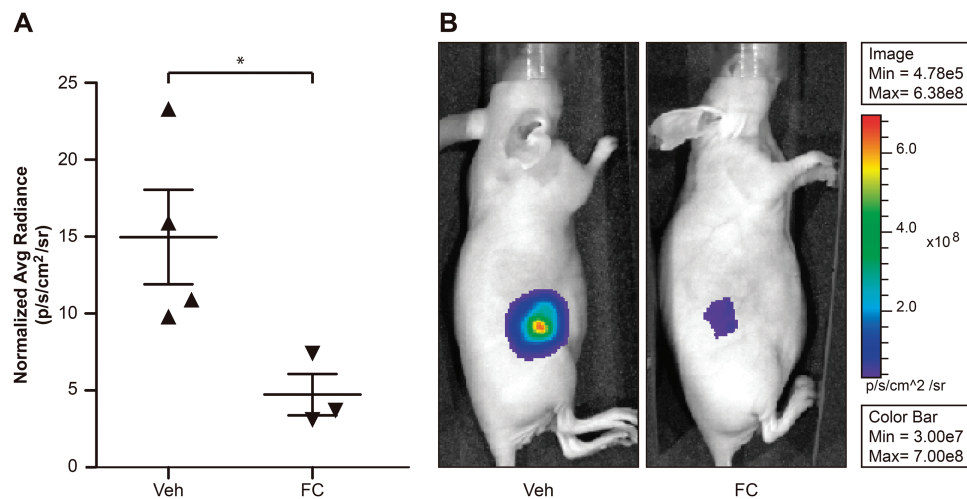 A
B
*
25
20
15
10
5
0
Normalized Avg Radiance
(p/s/cm²/sr)
Veh
FC
Veh
FC
Image
Min = 4.78e5
Max= 6.38e8
6.0
4.0
x10⁸
2.0
p/s/cm^2 /sr
Color Bar
Min = 3.00e7
Max= 7.00e8